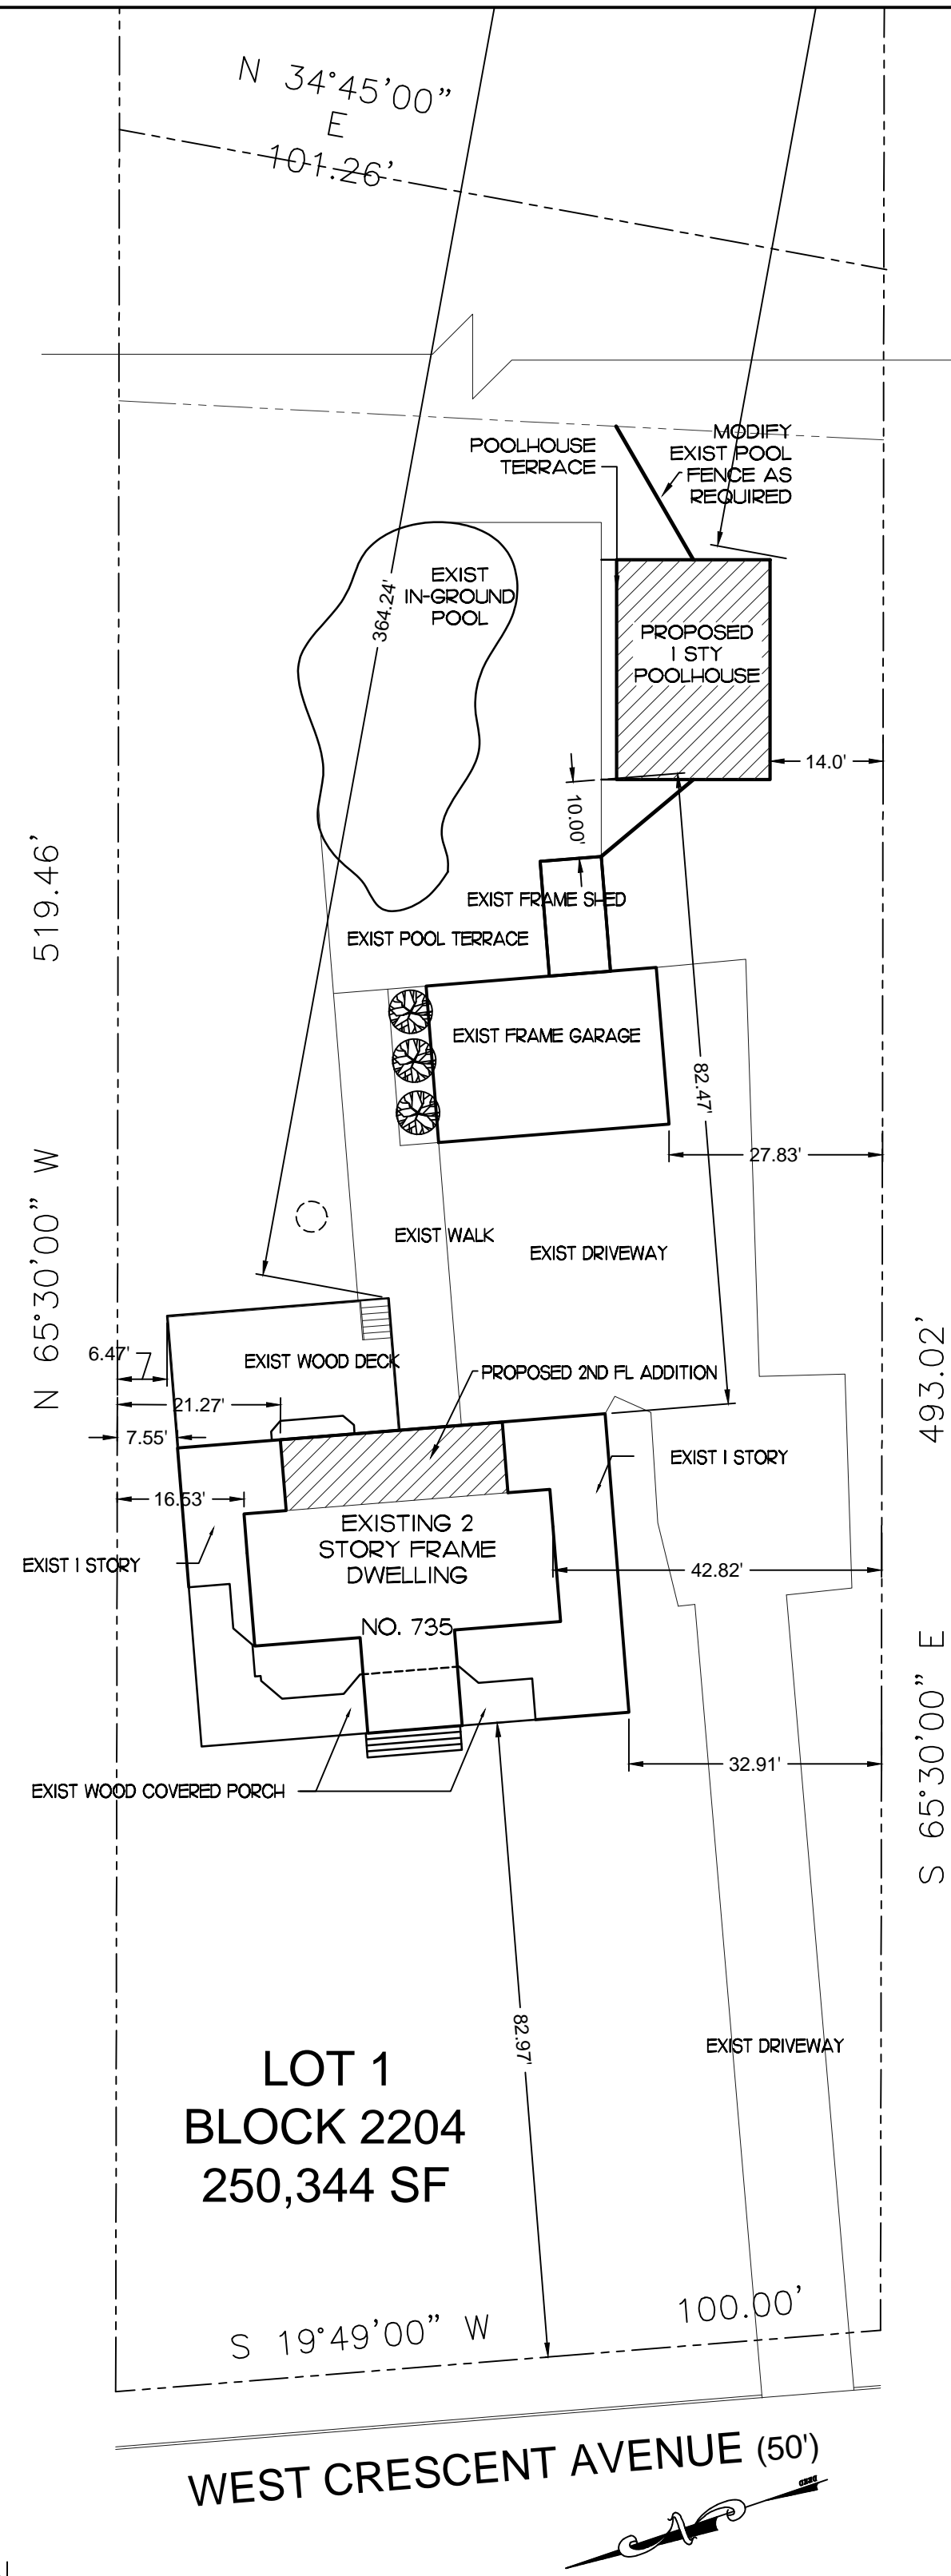 N 34°45'00"
E
101.26'
POOLHOUSE
TERRACE
MODIFY
EXIST POOL
FENCE AS
REQUIRED
EXIST
IN-GROUND
POOL
364.24'
PROPOSED
1 STY
POOLHOUSE
14.0'
10.00'
EXIST FRAME SHED
EXIST POOL TERRACE
519.46'
EXIST FRAME GARAGE
82.47'
27.83'
N 65°30'00" W
EXIST WALK
EXIST DRIVEWAY
6.47'
EXIST WOOD DECK
PROPOSED 2ND FL ADDITION
493.02'
21.27'
7.55'
EXIST 1 STORY
16.53'
EXISTING 2
STORY FRAME
DWELLING
EXIST 1 STORY
42.82'
NO. 735
S 65°30'00" E
32.91'
EXIST WOOD COVERED PORCH
82.97'
EXIST DRIVEWAY
LOT 1
BLOCK 2204
250,344 SF
S 19°49'00" W
100.00'
WEST CRESCENT AVENUE (50')
DEED
N